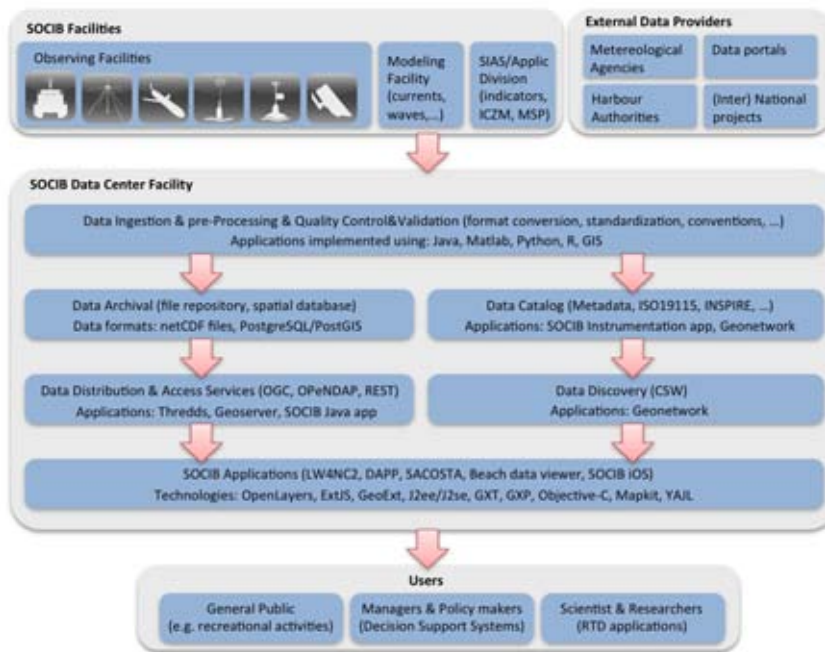 SOCIB Facilities
Observing Facilities
Modeling
Facility
(currents,
waves,...)
SIAS/Applic
Division
(indicators,
ICZM, MSP)
External Data Providers
Metereological
Agencies
Data portals
Harbour
Authorities
(Inter) National
projects
SOCIB Data Center Facility
Data Ingestion & pre-Processing & Quality Control&Validation (format conversion, standardization, conventions, ...)
Applications implemented using: Java, Matlab, Python, R, GIS
Data Archival (file repository, spatial database)
Data formats: netCDF files, PostgreSQL/PostGIS
Data Catalog (Metadata, ISO19115, INSPIRE, ...)
Applications: SOCIB Instrumentation app, Geonetwork
Data Distribution & Access Services (OGC, OPeNDAP, REST)
Applications: Thredds, Geoserver, SOCIB Java app
Data Discovery (CSW)
Applications: Geonetwork
SOCIB Applications (LW4NC2, DAPP, SACOSTA, Beach data viewer, SOCIB iOS)
Technologies: OpenLayers, ExtJS, GeoExt, J2ee/J2se, GXT, GXP, Objective-C, Mapkit, YAJL
Users
General Public
(e.g. recreational activities)
Managers & Policy makers
(Decision Support Systems)
Scientist & Researchers
(RTD applications)